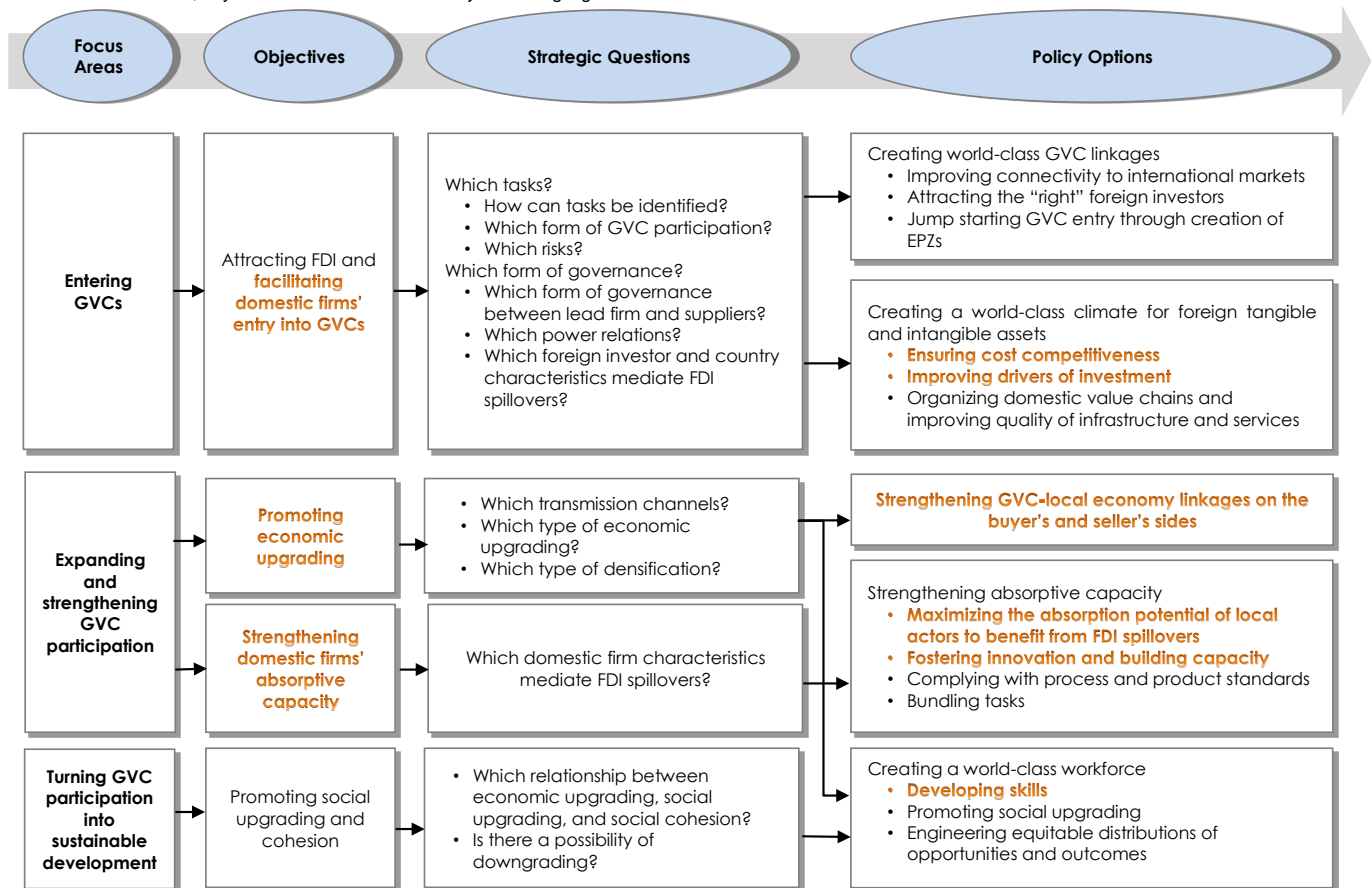 Focus
Areas
Objectives
Strategic Questions
Policy Options
Entering
GVCs
Attracting FDI and
facilitating
domestic firms'
entry into GVCs
Which tasks?
• How can tasks be identified?
• Which form of GVC participation?
• Which risks?
Which form of governance?
• Which form of governance
between lead firm and suppliers?
• Which power relations?
• Which foreign investor and country
characteristics mediate FDI
spillovers?
Creating world-class GVC linkages
• Improving connectivity to international markets
• Attracting the “right” foreign investors
• Jump starting GVC entry through creation of
EPZs
Creating a world-class climate for foreign tangible
and intangible assets
• Ensuring cost competitiveness
• Improving drivers of investment
• Organizing domestic value chains and
improving quality of infrastructure and services
Expanding
and
strengthening
GVC
participation
Promoting
economic
upgrading
• Which transmission channels?
• Which type of economic
upgrading?
• Which type of densification?
Strengthening GVC-local economy linkages on the
buyer's and seller's sides
Strengthening
domestic firms'
absorptive
capacity
Which domestic firm characteristics
mediate FDI spillovers?
Strengthening absorptive capacity
• Maximizing the absorption potential of local
actors to benefit from FDI spillovers
• Fostering innovation and building capacity
• Complying with process and product standards
• Bundling tasks
Turning GVC
participation
into
sustainable
development
Promoting social
upgrading and
cohesion
• Which relationship between
economic upgrading, social
upgrading, and social cohesion?
• Is there a possibility of
downgrading?
Creating a world-class workforce
• Developing skills
• Promoting social upgrading
• Engineering equitable distributions of
opportunities and outcomes